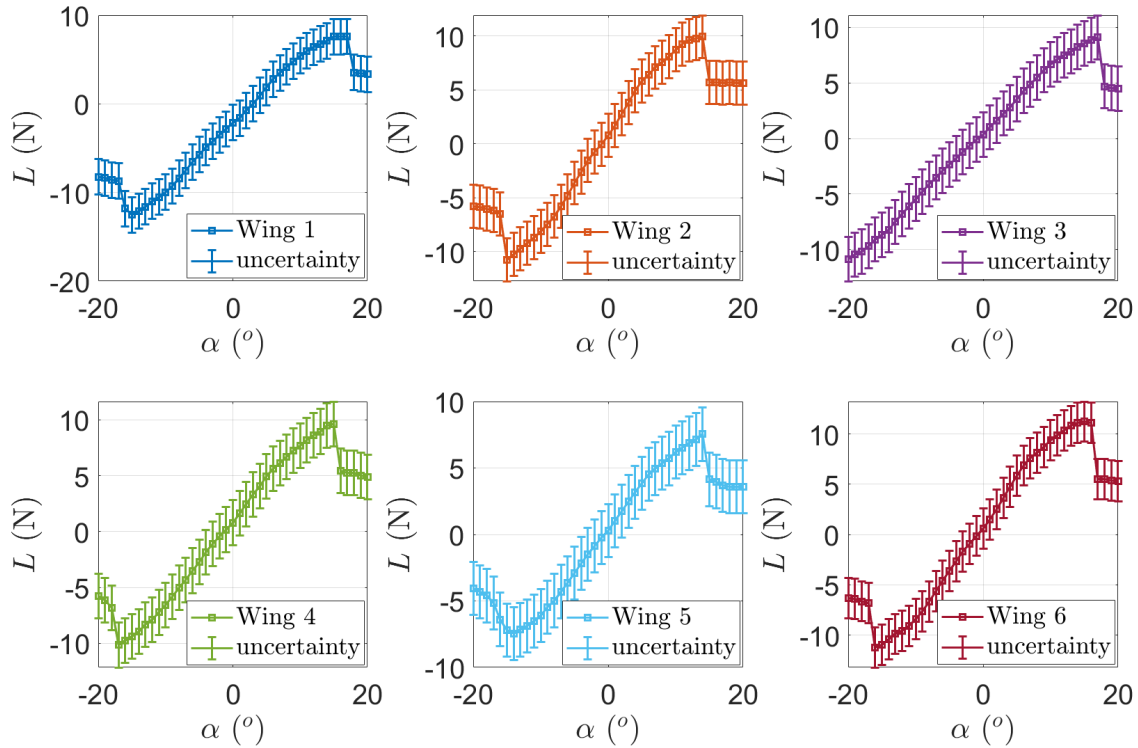 10
0
-10
-20
L (N)
-20 0 20
α (°)
Wing 1
uncertainty
10
5
0
-5
-10
L (N)
-20 0 20
α (°)
Wing 2
uncertainty
10
5
0
-5
-10
L (N)
-20 0 20
α (°)
Wing 3
uncertainty
10
5
0
-5
-10
L (N)
-20 0 20
α (°)
Wing 4
uncertainty
10
5
0
-5
-10
L (N)
-20 0 20
α (°)
Wing 5
uncertainty
10
5
0
-5
-10
L (N)
-20 0 20
α (°)
Wing 6
uncertainty